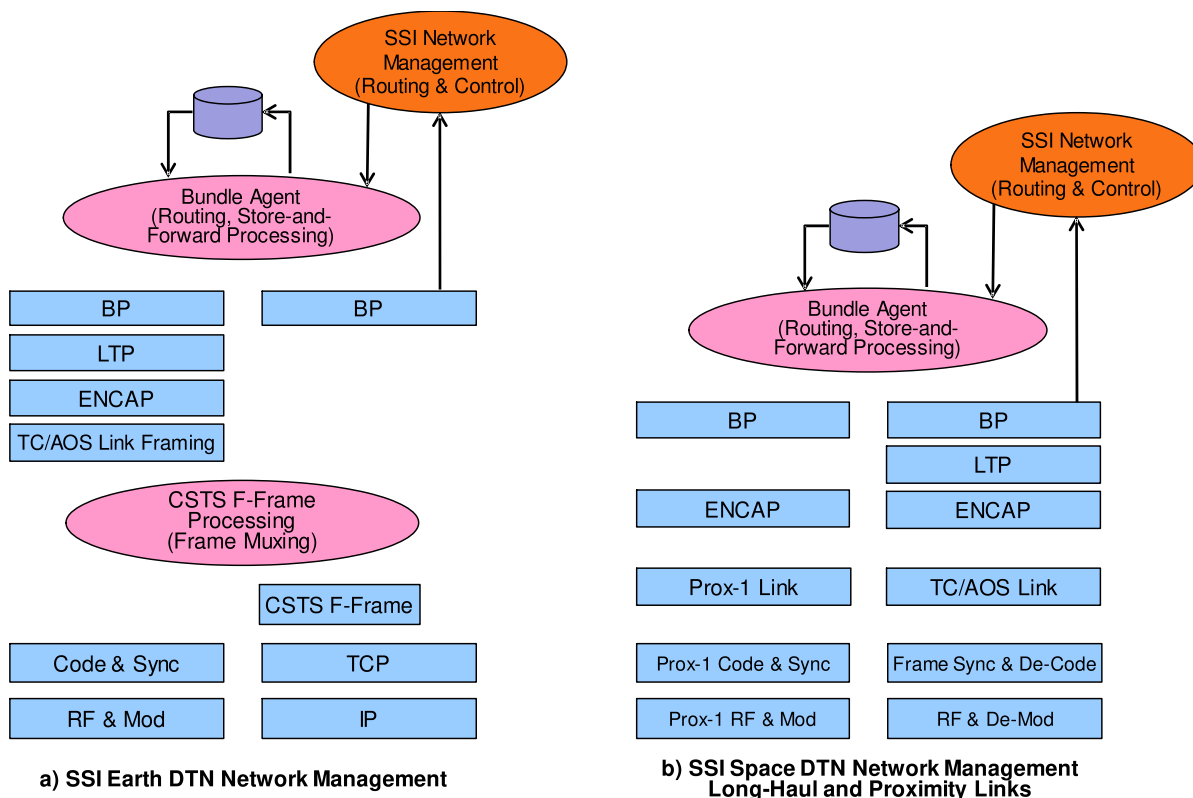 SSI Network
Management
(Routing & Control)
Bundle Agent
(Routing, Store-and-
Forward Processing)
BP
BP
LTP
ENCAP
TC/AOS Link Framing
CSTS F-Frame
Processing
(Frame Muxing)
CSTS F-Frame
Code & Sync
TCP
RF & Mod
IP
a) SSI Earth DTN Network Management
SSI Network
Management
(Routing & Control)
Bundle Agent
(Routing, Store-and-
Forward Processing)
BP
BP
LTP
ENCAP
ENCAP
Prox-1 Link
TC/AOS Link
Prox-1 Code & Sync
Frame Sync & De-Code
Prox-1 RF & Mod
RF & De-Mod
b) SSI Space DTN Network Management
Long-Haul and Proximity Links